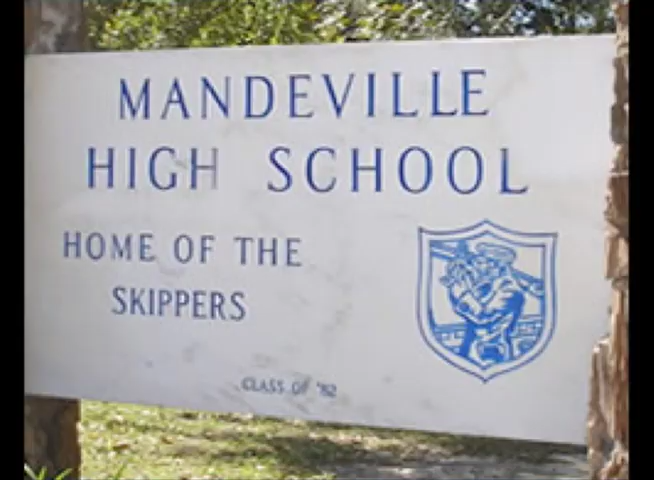 MANDEVILLE
HIGH SCHOOL
HOME OF THE
SKIPPERS
CLASS OF '82